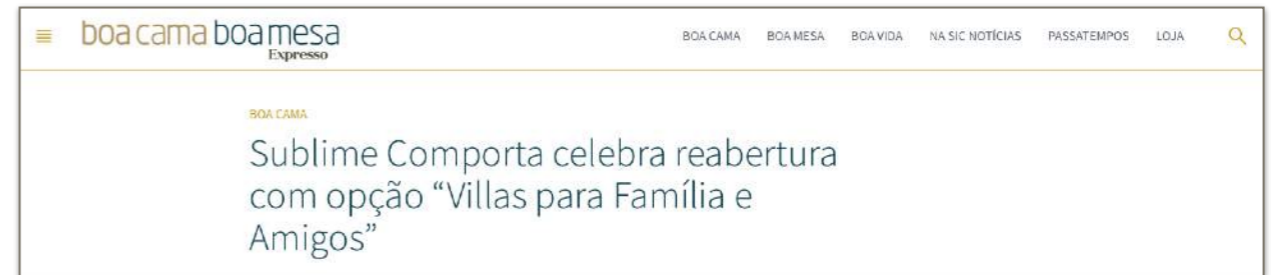 boa cama boa mesa
Expresso
BOA CAMA BOA MESA BOA VIDA NA SIC NOTÍCIAS PASSATEMPOS LOJA
BOA CAMA
Sublime Comporta celebra reabertura
com opção “Villas para Família e
Amigos”